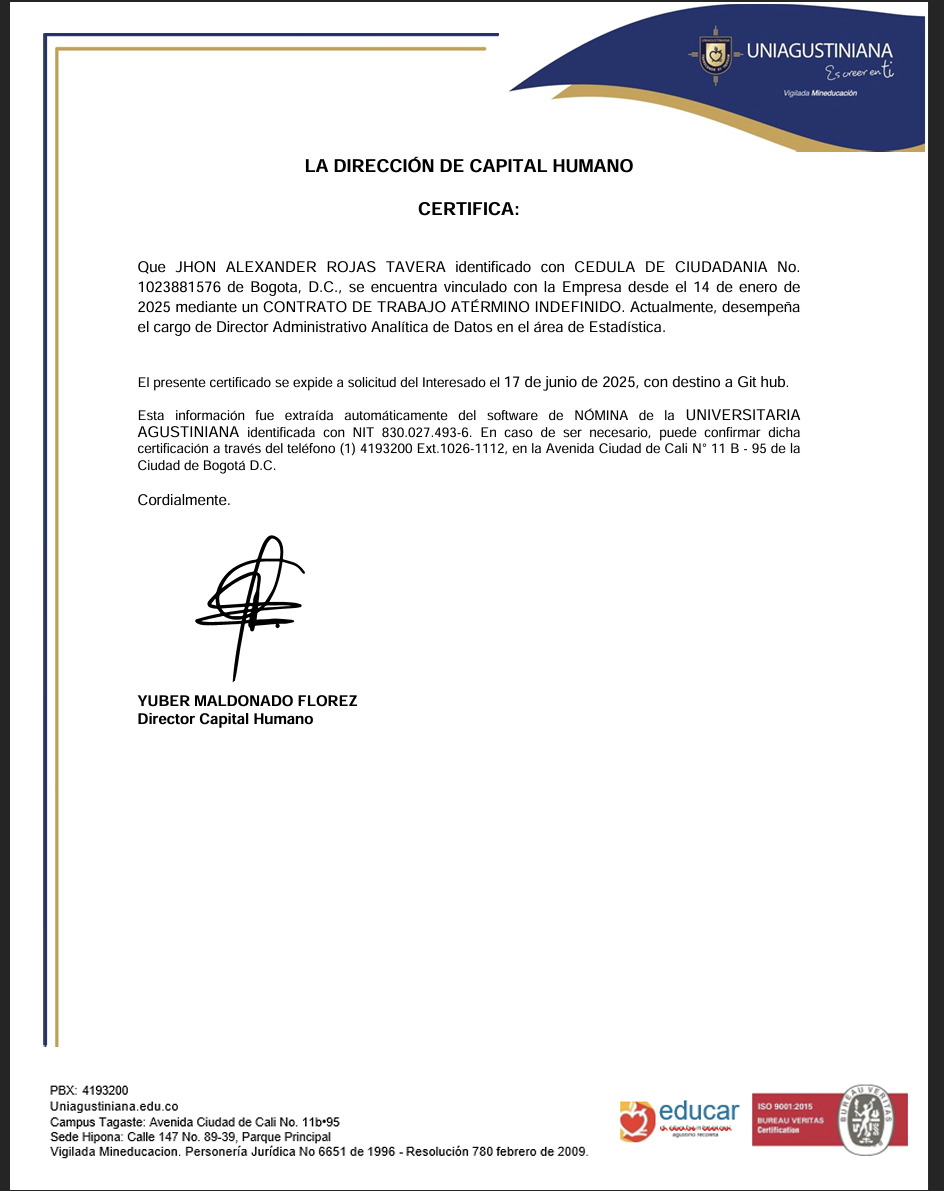 UNIAGUSTINIANA
Es creer en ti
Vigilada Mineducación
LA DIRECCIÓN DE CAPITAL HUMANO
CERTIFICA:
Que JHON ALEXANDER ROJAS TAVERA identificado con CEDULA DE CIUDADANIA No.
1023881576 de Bogota, D.C., se encuentra vinculado con la Empresa desde el 14 de enero de
2025 mediante un CONTRATO DE TRABAJO ATÉRMINO INDEFINIDO. Actualmente, desempeña
el cargo de Director Administrativo Analítica de Datos en el área de Estadística.
El presente certificado se expide a solicitud del Interesado el 17 de junio de 2025, con destino a Git hub.
Esta información fue extraída automáticamente del software de NÓMINA de la UNIVERSITARIA
AGUSTINIANA identificada con NIT 830.027.493-6. En caso de ser necesario, puede confirmar dicha
certificación a través del teléfono (1) 4193200 Ext.1026-1112, en la Avenida Ciudad de Cali N° 11 B - 95 de la
Ciudad de Bogotá D.C.
Cordialmente.
YUBER MALDONADO FLOREZ
Director Capital Humano
PBX: 4193200
Uniagustiniana.edu.co
Campus Tagaste: Avenida Ciudad de Cali No. 11b•95
Sede Hipona: Calle 147 No. 89-39, Parque Principal
Vigilada Mineducacion. Personería Jurídica No 6651 de 1996 - Resolución 780 febrero de 2009.
educar
agustino recoleta
ISO 9001:2015
BUREAU VERITAS
Certification
BUREAU VERITAS